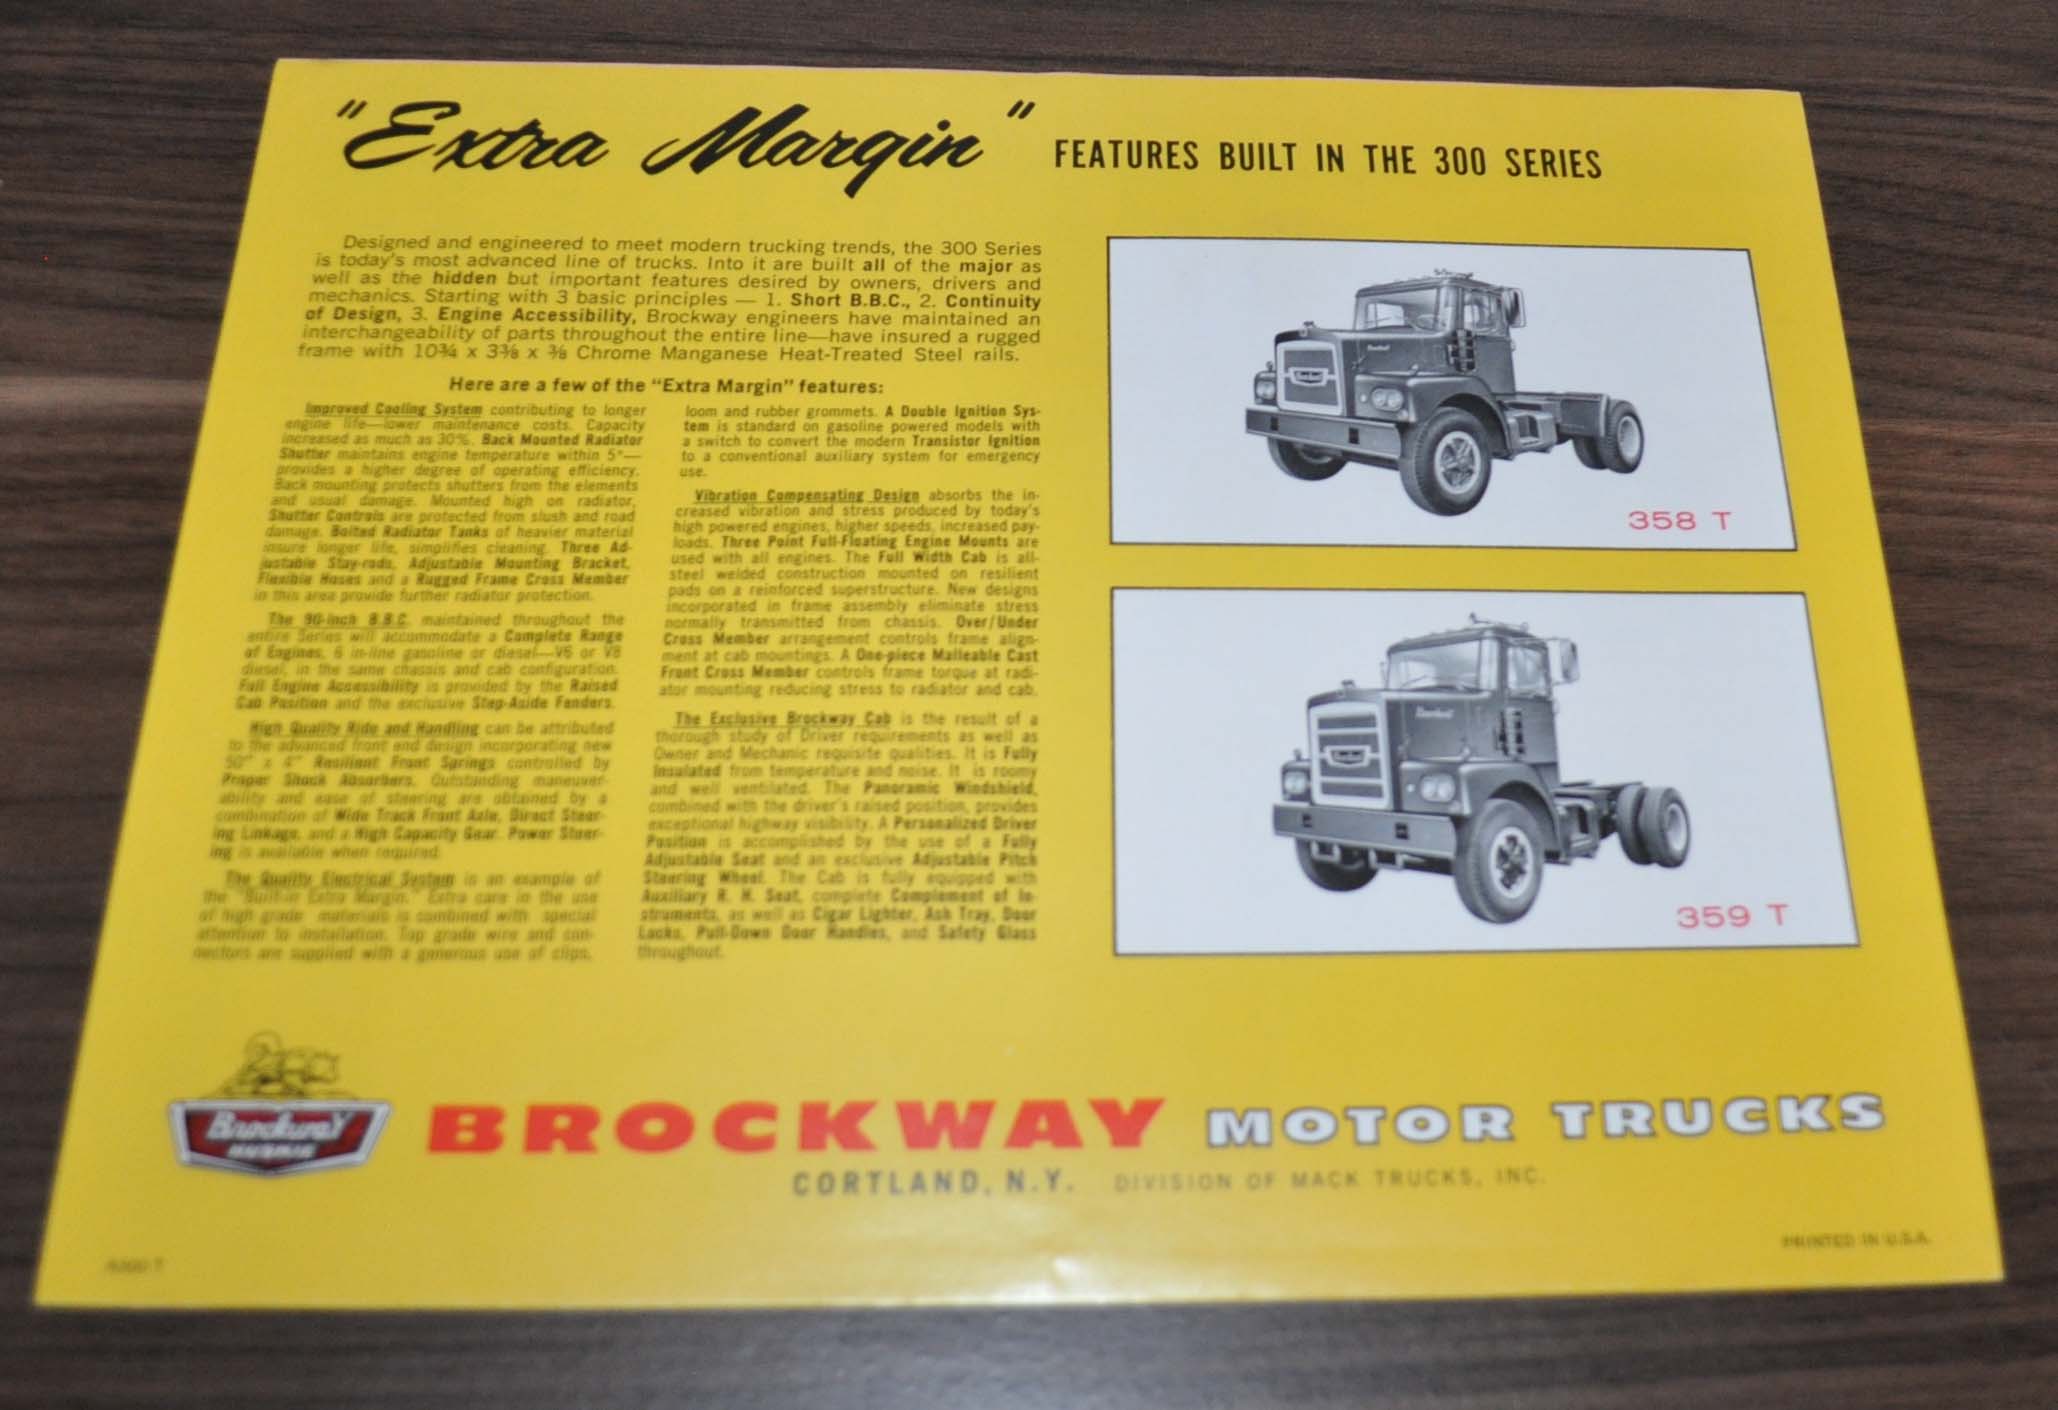 "Extra Margin" FEATURES BUILT IN THE 300 SERIES
Designed and engineered to meet modern trucking trends, the 300 Series
is today's most advanced line of trucks. Into it are built all of the major as
well as the hidden but important features desired by owners, drivers and
mechanics. Starting with 3 basic principles — 1. Short B.B.C., 2. Continuity
of Design, 3. Engine Accessibility, Brockway engineers have maintained an
interchangeability of parts throughout the entire line—have insured a rugged
frame with 10¾ x 3⅜ x ⅜ Chrome Manganese Heat-Treated Steel rails.
Here are a few of the "Extra Margin" features:
Improved Cooling System contributing to longer
engine life—lower maintenance costs. Capacity
increased as much as 30%. Back Mounted Radiator
Shutter maintains engine temperature within 5°—
provides a higher degree of operating efficiency.
Back mounting protects shutters from the elements
and usual damage. Mounted high on radiator,
Shutter Controls are protected from slush and road
damage. Bolted Radiator Tanks of heavier material
insure longer life, simplifies cleaning. Three Ad-
justable Stay-rods, Adjustable Mounting Bracket,
Flexible Hoses and a Rugged Frame Cross Member
in this area provide further radiator protection.
The 90-inch B.B.C. maintained throughout the
entire Series will accommodate a Complete Range
of Engines, 6 in-line gasoline or diesel—V6 or V8
diesel, in the same chassis and cab configuration.
Full Engine Accessibility is provided by the Raised
Cab Position and the exclusive Step-Aside Fenders.
High Quality Ride and Handling can be attributed
to the advanced front end design incorporating new
50" x 4" Resilient Front Springs controlled by
Proper Shock Absorbers. Outstanding maneuver-
ability and ease of steering are obtained by a
combination of Wide Track Front Axle, Direct Steer-
ing Linkage, and a High Capacity Gear. Power Steer-
ing is available when required.
The Quality Electrical System is an example of
the "Built-in Extra Margin." Extra care in the use
of high grade materials is combined with special
attention to installation. Top grade wire and con-
nectors are supplied with a generous use of clips,
loom and rubber grommets. A Double Ignition Sys-
tem is standard on gasoline powered models with
a switch to convert the modern Transistor Ignition
to a conventional auxiliary system for emergency
use.
Vibration Compensating Design absorbs the in-
creased vibration and stress produced by today's
high powered engines, higher speeds, increased pay-
loads. Three Point Full-Floating Engine Mounts are
used with all engines. The Full Width Cab is all-
steel welded construction mounted on resilient
pads on a reinforced superstructure. New designs
incorporated in frame assembly eliminate stress
normally transmitted from chassis. Over/Under
Cross Member arrangement controls frame align-
ment at cab mountings. A One-piece Malleable Cast
Front Cross Member controls frame torque at radi-
ator mounting reducing stress to radiator and cab.
The Exclusive Brockway Cab is the result of a
thorough study of Driver requirements as well as
Owner and Mechanic requisite qualities. It is Fully
Insulated from temperature and noise. It is roomy
and well ventilated. The Panoramic Windshield,
combined with the driver's raised position, provides
exceptional highway visibility. A Personalized Driver
Position is accomplished by the use of a Fully
Adjustable Seat and an exclusive Adjustable Pitch
Steering Wheel. The Cab is fully equipped with
Auxiliary R. H. Seat, complete Complement of In-
struments, as well as Cigar Lighter, Ash Tray, Door
Locks, Pull-Down Door Handles, and Safety Glass
throughout.
358 T
359 T
Brockway
HUSKIE
BROCKWAY MOTOR TRUCKS
CORTLAND, N.Y. DIVISION OF MACK TRUCKS, INC.
PRINTED IN U.S.A.